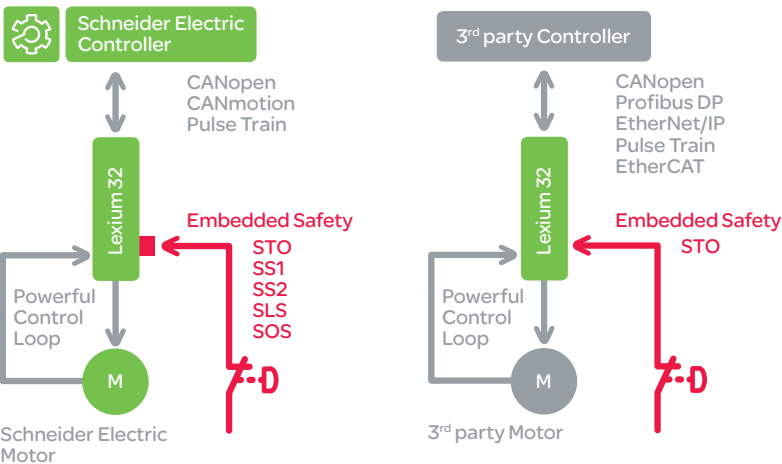 Schneider Electric
Controller
CANopen
CANmotion
Pulse Train
Lexium 32
Embedded Safety
STO
SS1
SS2
SLS
SOS
Powerful
Control
Loop
M
Schneider Electric
Motor
3rd party Controller
CANopen
Profibus DP
EtherNet/IP
Pulse Train
EtherCAT
Lexium 32
Embedded Safety
STO
Powerful
Control
Loop
M
3rd party Motor